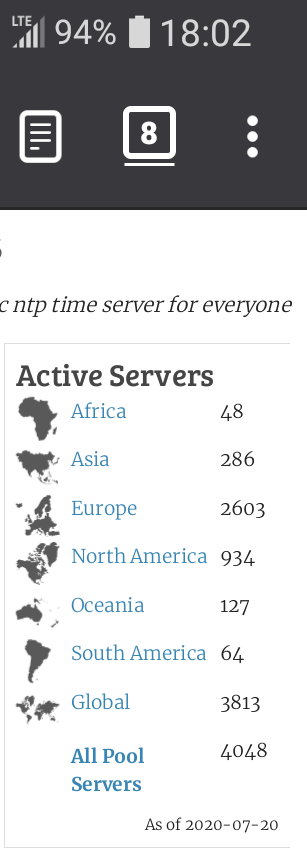 LTE 94% 18:02
8
c ntp time server for everyone
Active Servers
Africa 48
Asia 286
Europe 2603
North America 934
Oceania 127
South America 64
Global 3813
All Pool 4048
Servers
As of 2020-07-20